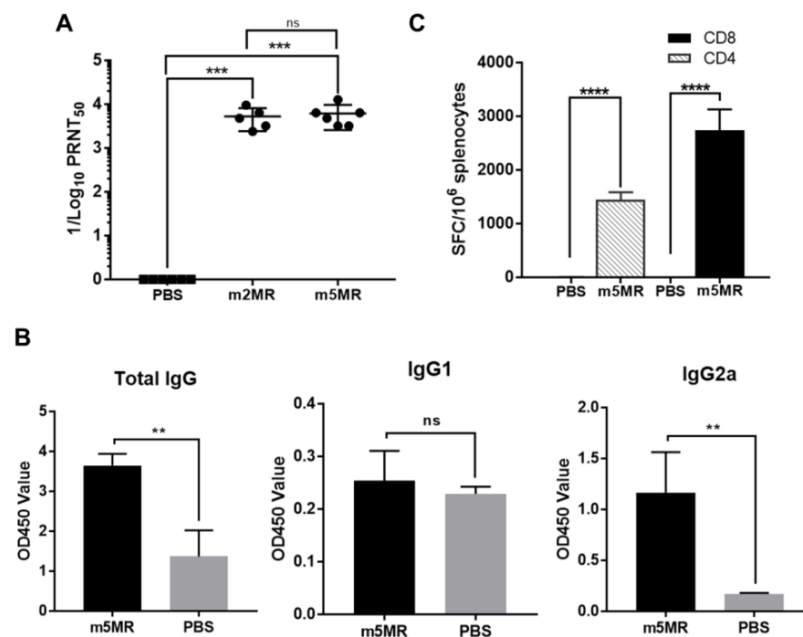 A
ns
***
***
1/Log10 PRNT50
5
4
3
2
1
0
PBS
m2MR
m5MR
C
CD8
CD4
SFC/10^6 splenocytes
4000
3000
2000
1000
0
****
****
PBS
m5MR
PBS
m5MR
B
Total IgG
OD450 Value
5
4
3
2
1
0
**
m5MR
PBS
IgG1
OD450 Value
0.4
0.3
0.2
0.1
0.0
ns
m5MR
PBS
IgG2a
OD450 Value
2.0
1.5
1.0
0.5
0.0
**
m5MR
PBS